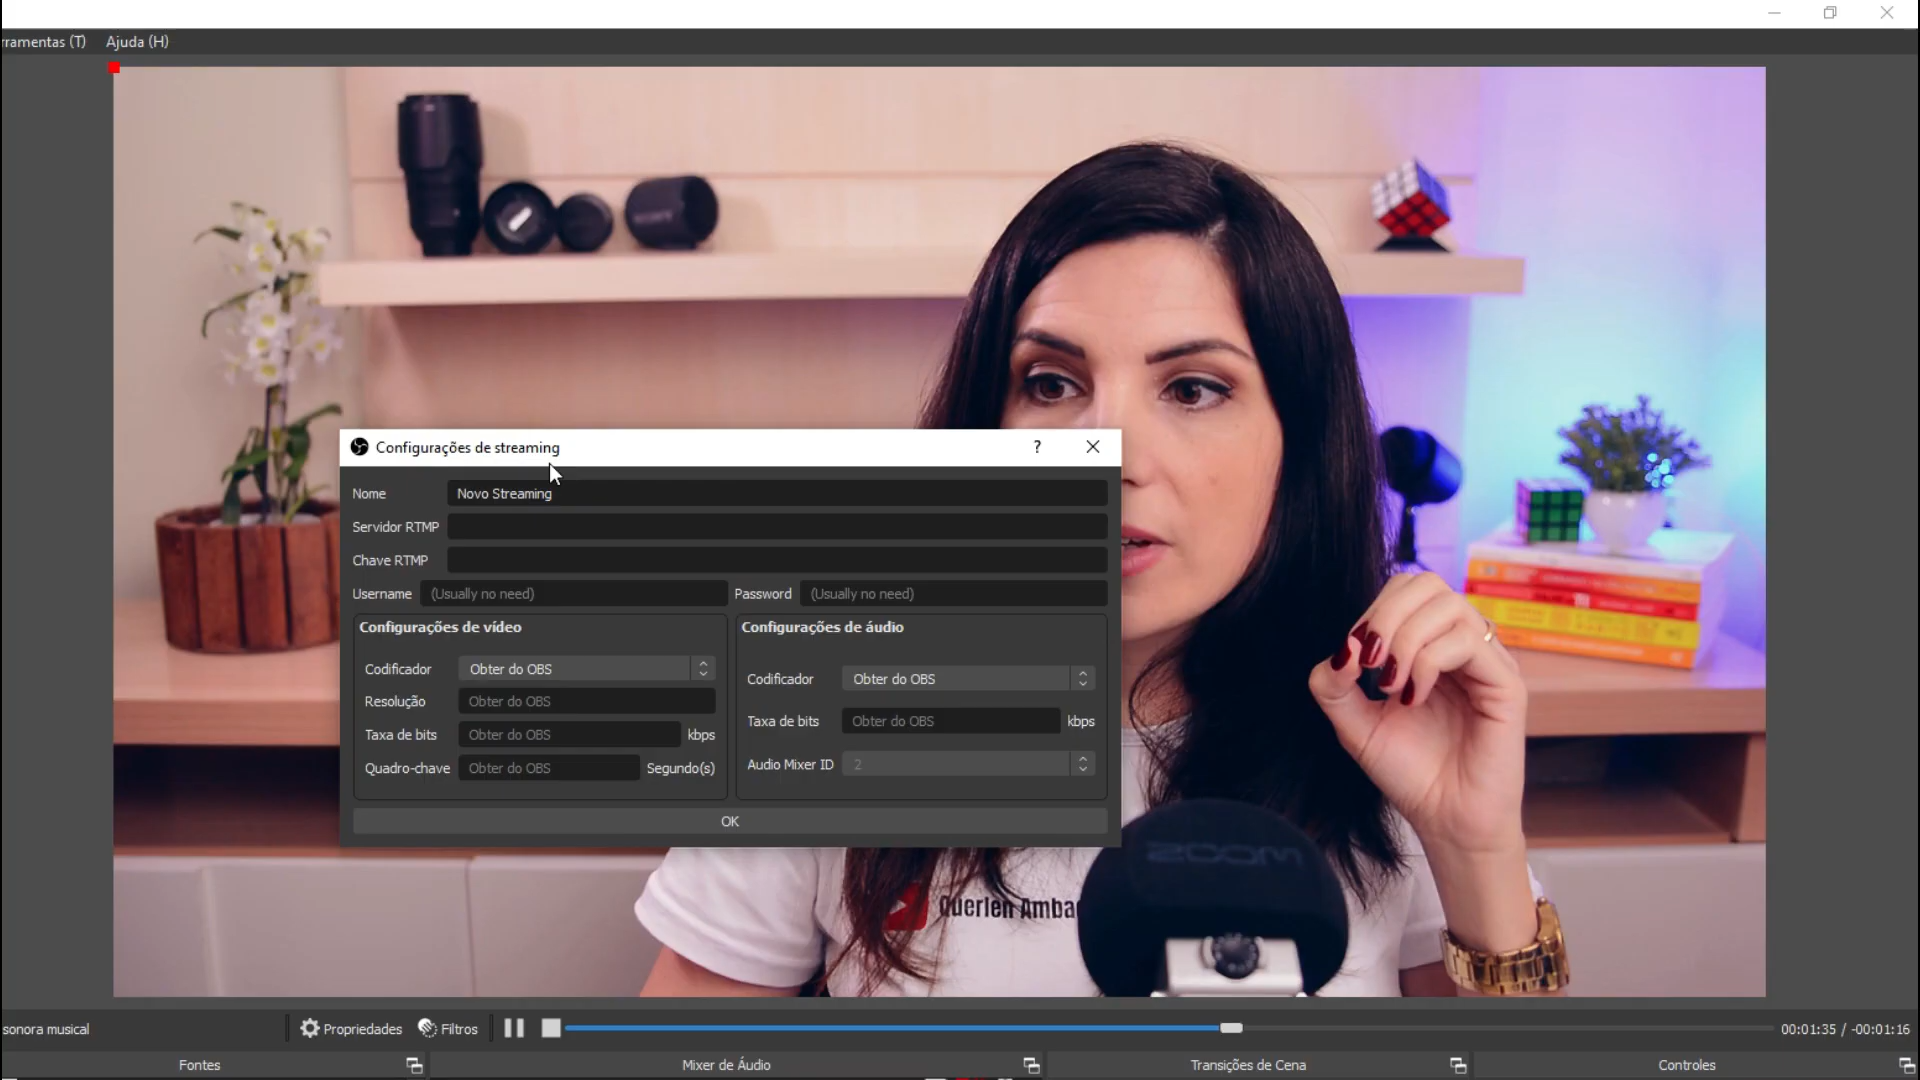 rramentas (T) Ajuda (H)
SONY
Configurações de streaming ?
Nome Novo Streaming
Servidor RTMP
Chave RTMP
Username (Usually no need) Password (Usually no need)
Configurações de vídeo
Codificador Obter do OBS
Resolução Obter do OBS
Taxa de bits Obter do OBS kbps
Quadro-chave Obter do OBS Segundo(s)
Configurações de áudio
Codificador Obter do OBS
Taxa de bits Obter do OBS kbps
Audio Mixer ID 2
OK
zoom
Querlen Amba
sonora musical Propriedades Filtros 00:01:35 / -00:01:16
Fontes Mixer de Áudio Transições de Cena Controles